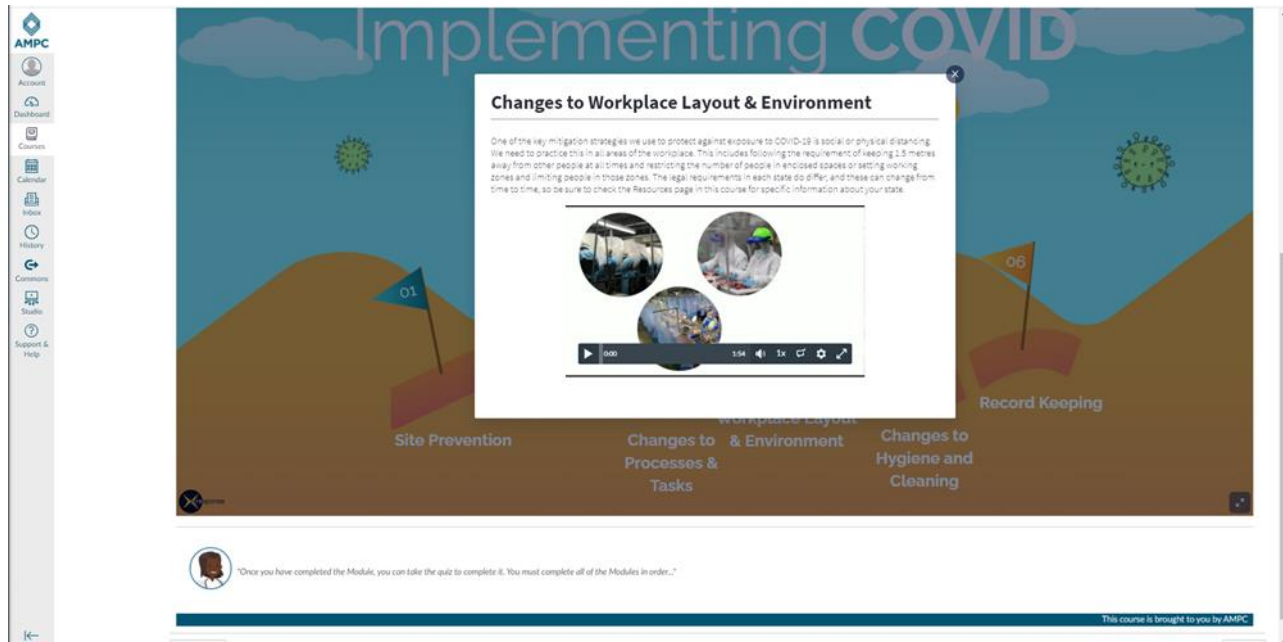 AMPC
Account
Dashboard
Courses
Calendar
Inbox
History
Commons
Studio
Support &
Help
Implementing COVID
Changes to Workplace Layout & Environment
One of the key mitigation strategies we use to protect against exposure to COVID-19 is social or physical distancing.
We need to practice this in all areas of the workplace. This includes following the requirement of keeping 1.5 metres
away from other people at all times and restricting the number of people in enclosed spaces or setting working
zones and limiting people in those zones. The legal requirements in each state do differ, and these can change from
time to time, so be sure to check the Resources page in this course for specific information about your state.
0:00 1:54 1x
01
06
Site Prevention
Changes to
Processes &
Tasks
Workplace Layout
& Environment
Changes to
Hygiene and
Cleaning
Record Keeping
"Once you have completed the Module, you can take the quiz to complete it. You must complete all of the Modules in order..."
This course is brought to you by AMPC